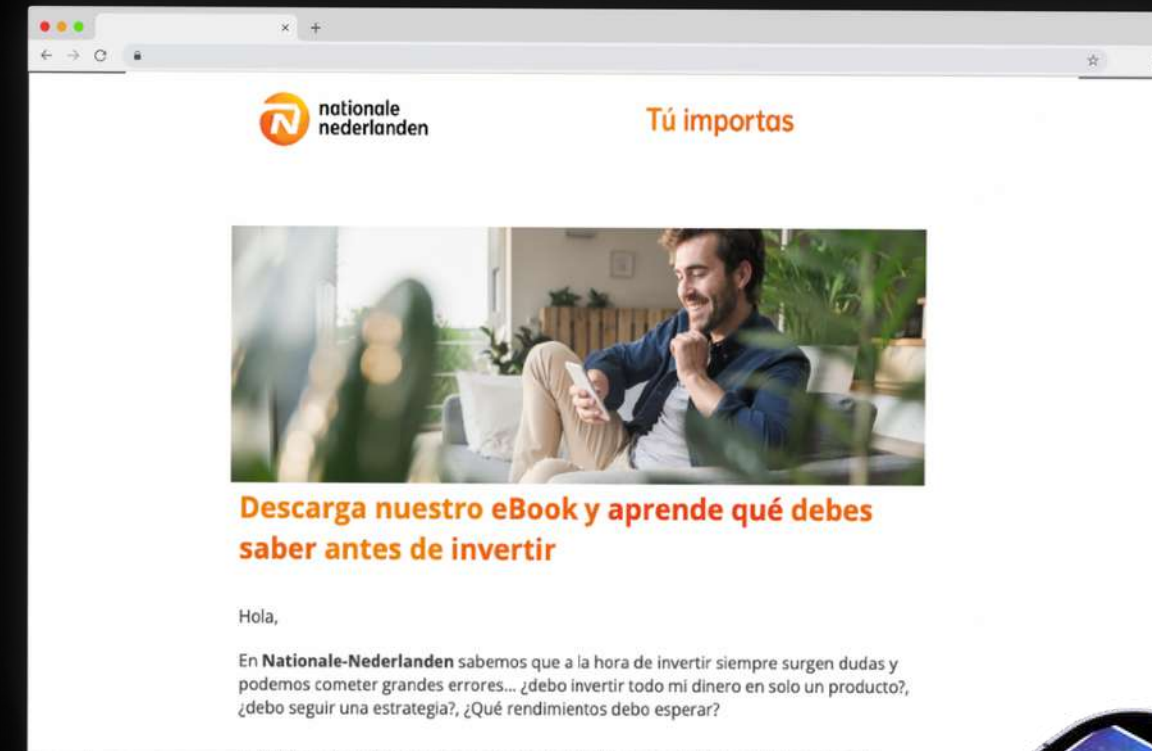 nationale
nederlanden
Tú importas
Descarga nuestro eBook y aprende qué debes
saber antes de invertir
Hola,
En Nationale-Nederlanden sabemos que a la hora de invertir siempre surgen dudas y
podemos cometer grandes errores... ¿debo invertir todo mi dinero en solo un producto?,
¿debo seguir una estrategia?, ¿Qué rendimientos debo esperar?